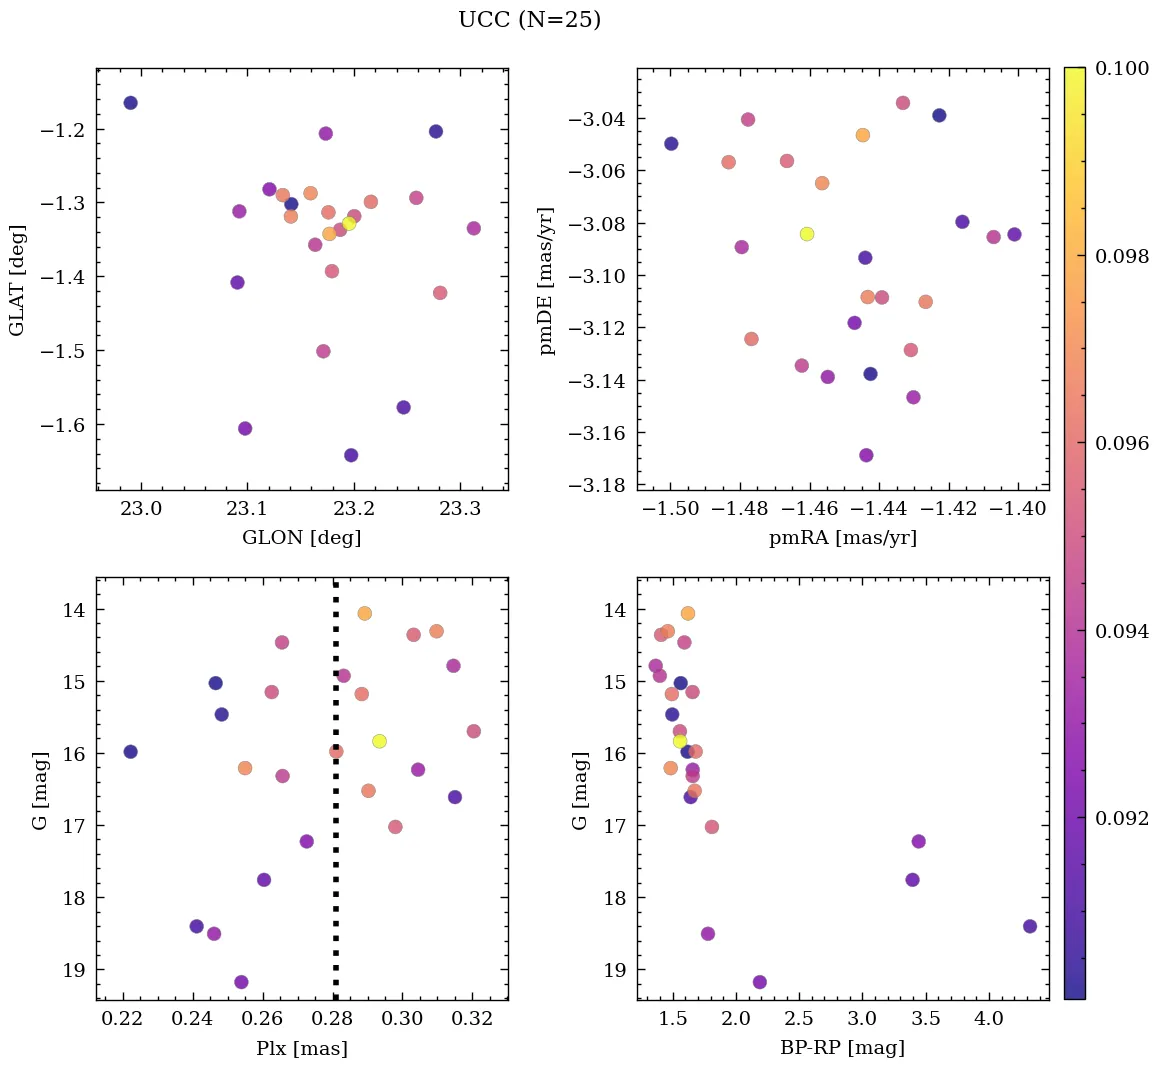 UCC (N=25)
−1.2
−1.3
−1.4
−1.5
−1.6
GLAT [deg]
23.0 23.1 23.2 23.3
GLON [deg]
−3.04
−3.06
−3.08
−3.10
−3.12
−3.14
−3.16
−3.18
pmDE [mas/yr]
−1.50 −1.48 −1.46 −1.44 −1.42 −1.40
pmRA [mas/yr]
14
15
16
17
18
19
G [mag]
0.22 0.24 0.26 0.28 0.30 0.32
Plx [mas]
14
15
16
17
18
19
G [mag]
1.5 2.0 2.5 3.0 3.5 4.0
BP-RP [mag]
0.100
0.098
0.096
0.094
0.092